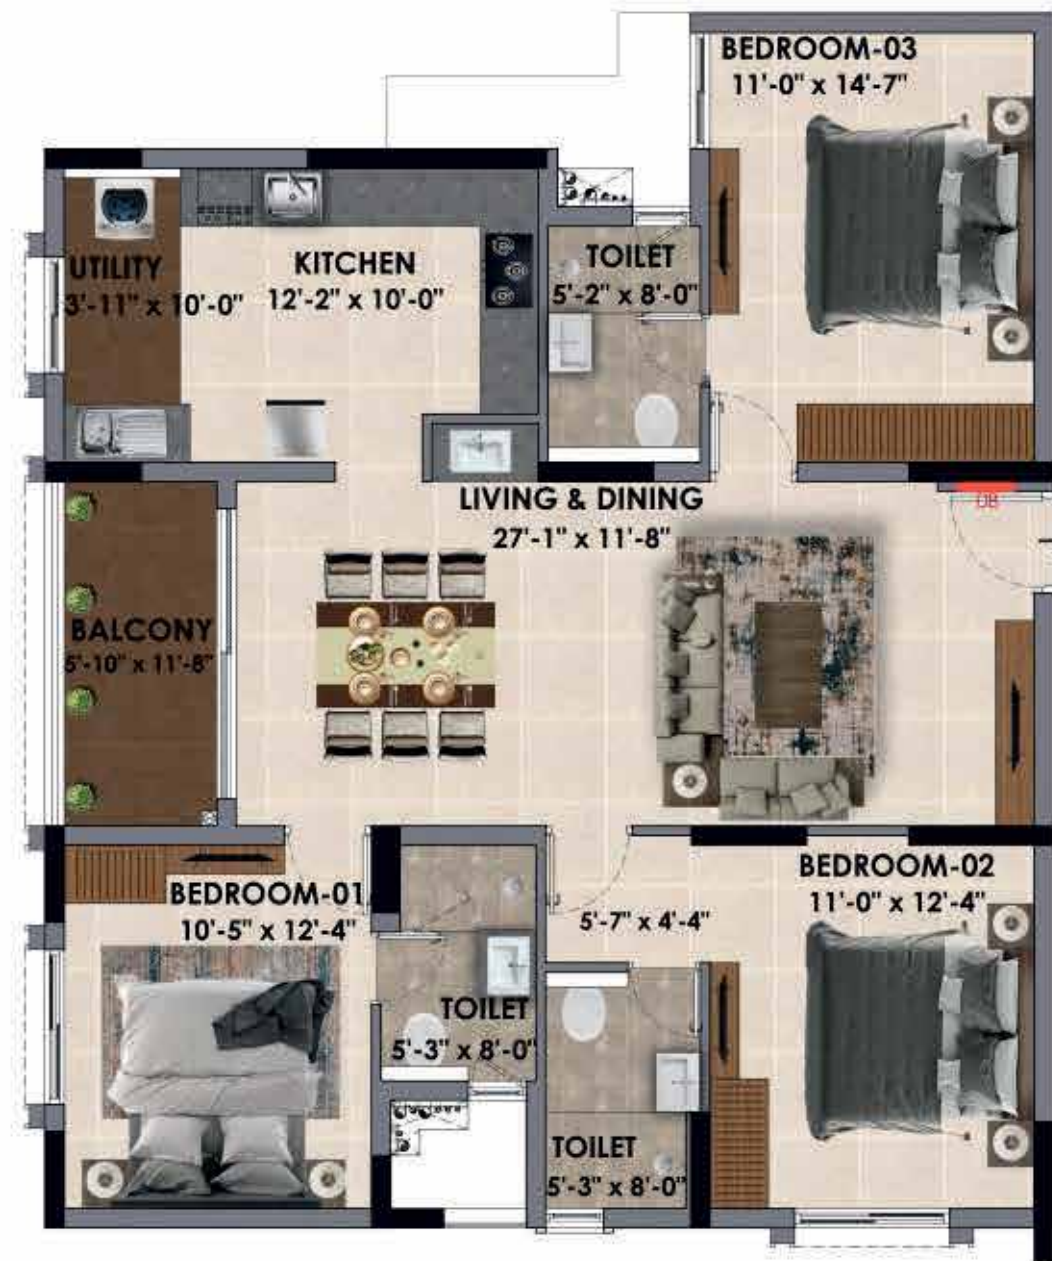 BEDROOM-03
11'-0" x 14'-7"
UTILITY
3'-11" x 10'-0"
KITCHEN
12'-2" x 10'-0"
TOILET
5'-2" x 8'-0"
LIVING & DINING
27'-1" x 11'-8"
DB
BALCONY
5'-10" x 11'-8"
BEDROOM-01
10'-5" x 12'-4"
5'-7" x 4'-4"
BEDROOM-02
11'-0" x 12'-4"
TOILET
5'-3" x 8'-0"
TOILET
5'-3" x 8'-0"